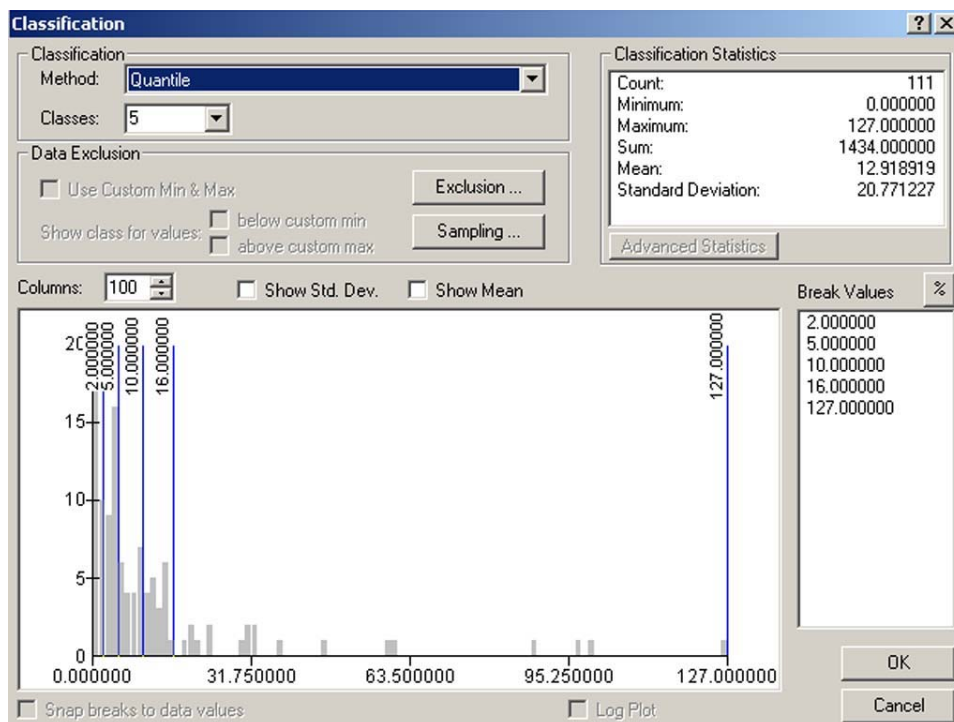 Classification
Classification
Method: Quantile
Classes: 5
Data Exclusion
Use Custom Min & Max
Exclusion ...
Show class for values:
below custom min
above custom max
Sampling ...
Classification Statistics
Count: 111
Minimum: 0.000000
Maximum: 127.000000
Sum: 1434.000000
Mean: 12.918919
Standard Deviation: 20.771227
Advanced Statistics
Columns: 100
Show Std. Dev.
Show Mean
Break Values
%
2.000000
5.000000
10.000000
16.000000
127.000000
2.000000
5.000000
10.000000
16.000000
127.000000
15
10
5
0
0.000000 31.750000 63.500000 95.250000 127.000000
Snap breaks to data values
Log Plot
OK
Cancel